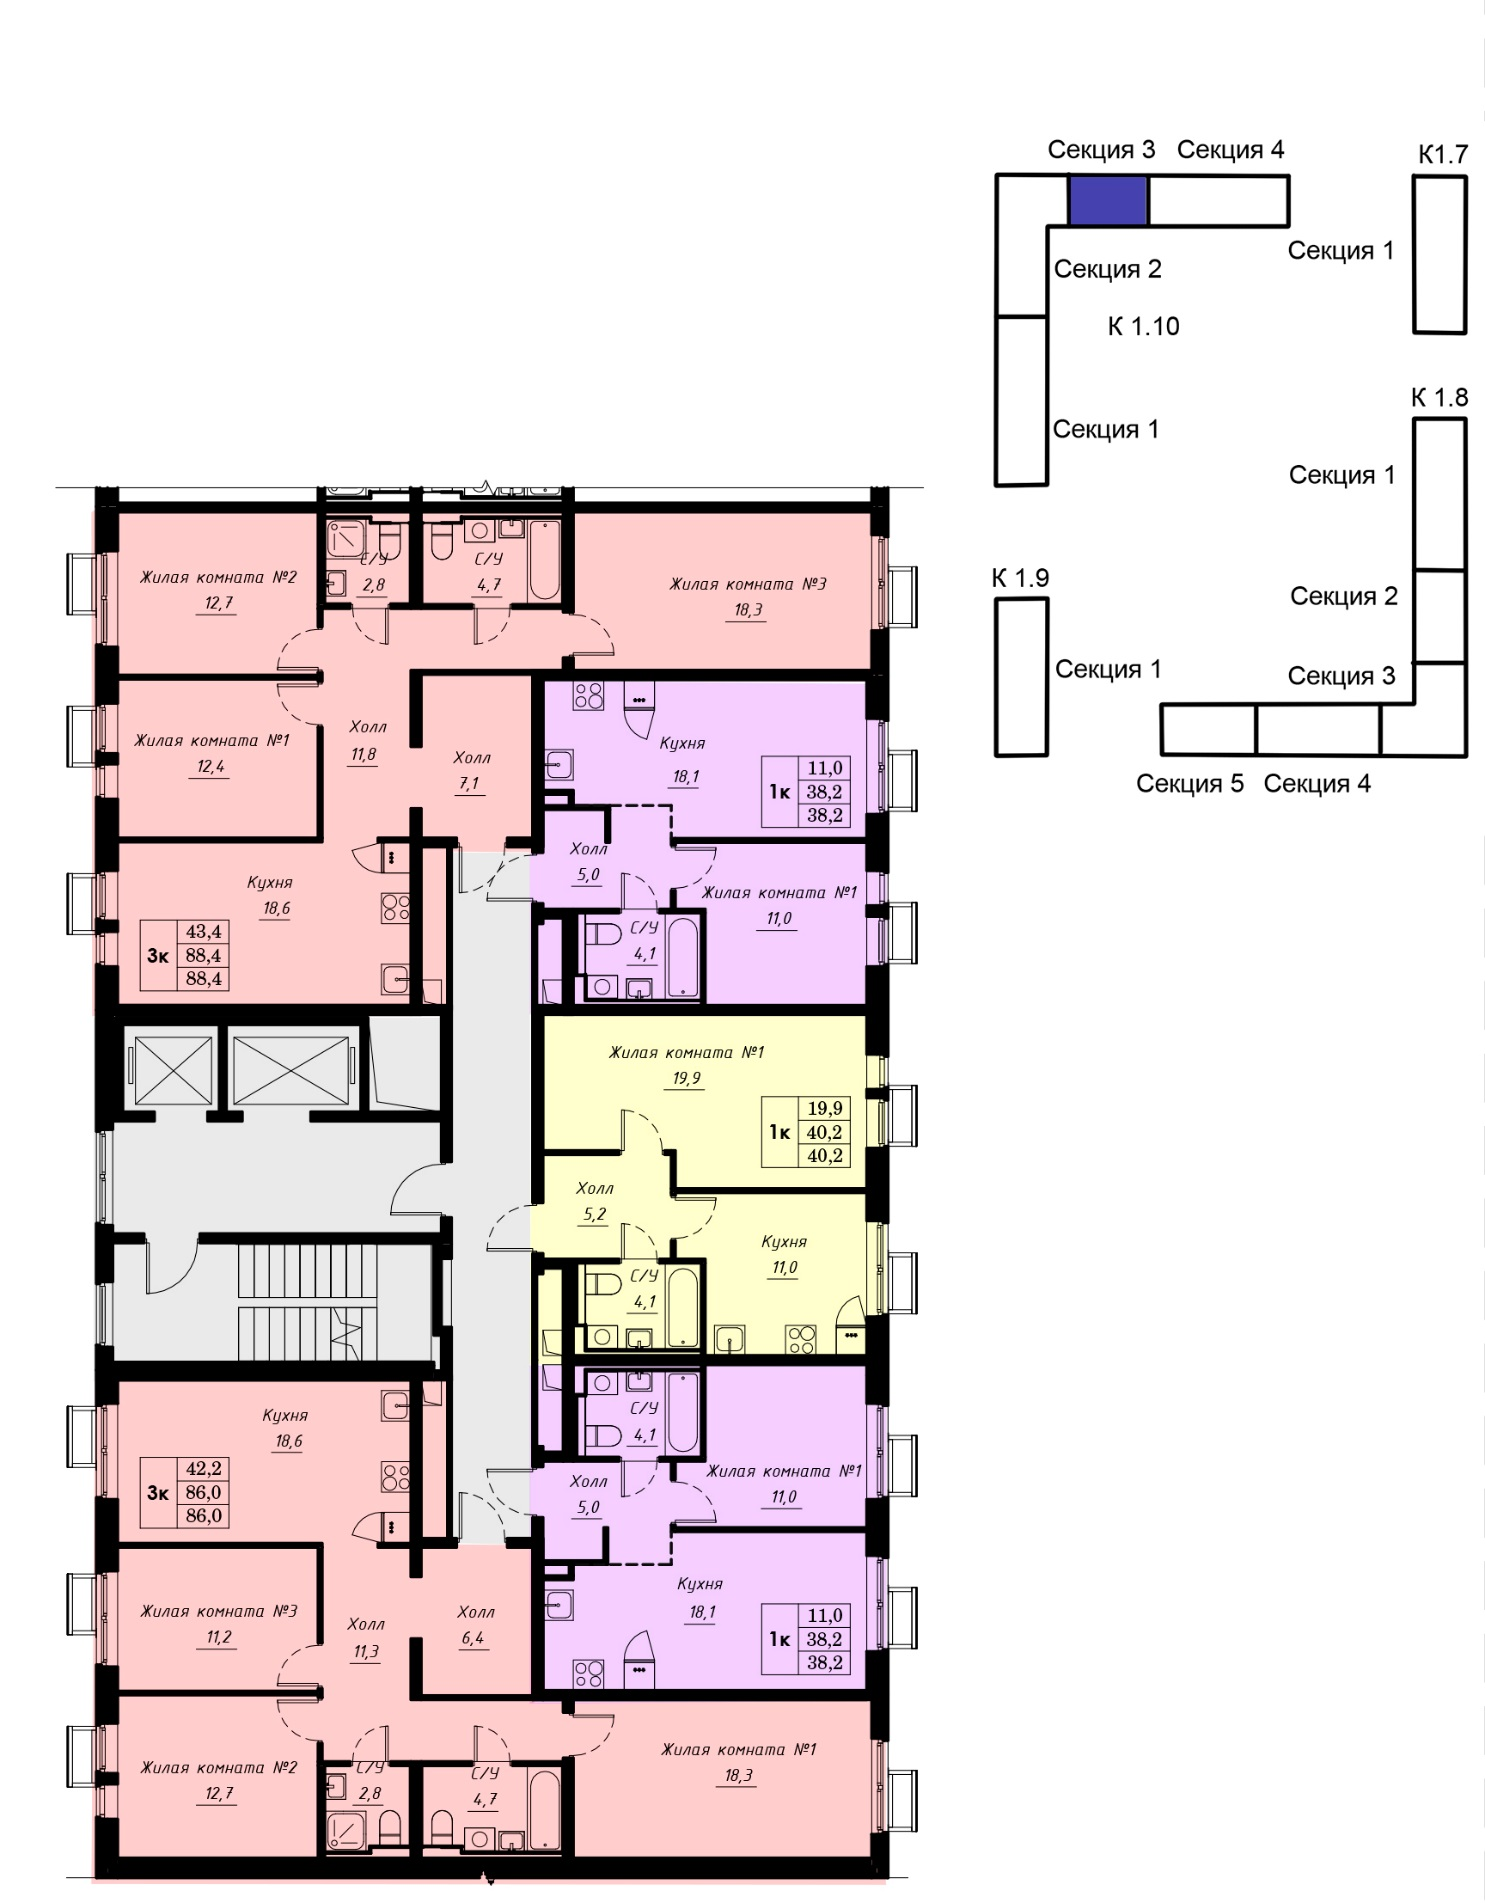 Секция 3
Секция 4
К1.7
Секция 1
Секция 2
К 1.10
К 1.8
Секция 1
Секция 1
К 1.9
Секция 2
Секция 1
Секция 3
Секция 5
Секция 4
Жилая комната №2
12,7
С/У
2,8
С/У
4,7
Жилая комната №3
18,3
Жилая комната №1
12,4
Холл
11,8
Холл
7,1
Кухня
18,1
1к
11,0
38,2
38,2
Холл
5,0
Жилая комната №1
11,0
С/У
4,1
Кухня
18,6
3к
43,4
88,4
88,4
Жилая комната №1
19,9
1к
19,9
40,2
40,2
Холл
5,2
Кухня
11,0
С/У
4,1
С/У
4,1
Жилая комната №1
11,0
Холл
5,0
Кухня
18,1
1к
11,0
38,2
38,2
Кухня
18,6
3к
42,2
86,0
86,0
Жилая комната №3
11,2
Холл
11,3
Холл
6,4
Жилая комната №2
12,7
С/У
2,8
С/У
4,7
Жилая комната №1
18,3